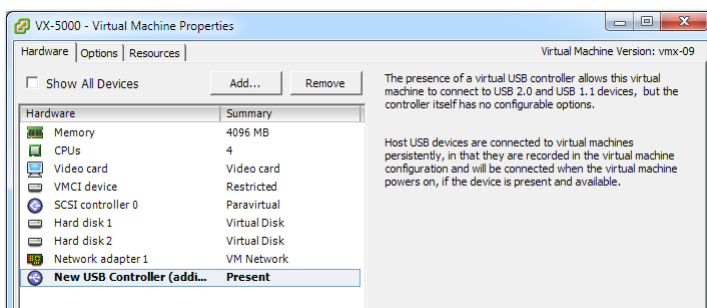 VX-5000 - Virtual Machine Properties
Hardware Options Resources Virtual Machine Version: vmx-09
Show All Devices Add... Remove
Hardware Summary
Memory 4096 MB
CPUs 4
Video card Video card
VMCI device Restricted
SCSI controller 0 Paravirtual
Hard disk 1 Virtual Disk
Hard disk 2 Virtual Disk
Network adapter 1 VM Network
New USB Controller (addi... Present
The presence of a virtual USB controller allows this virtual
machine to connect to USB 2.0 and USB 1.1 devices, but the
controller itself has no configurable options.
Host USB devices are connected to virtual machines
persistently, in that they are recorded in the virtual machine
configuration and will be connected when the virtual machine
powers on, if the device is present and available.